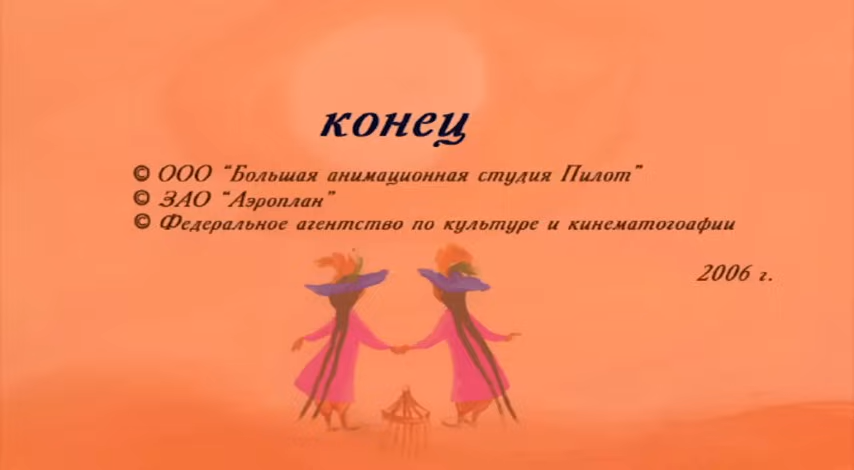 конец
© ООО "Большая анимационная студия Пилот"
© ЗАО "Аэроплан"
© Федеральное агентство по культуре и кинематогоафии
2006 г.